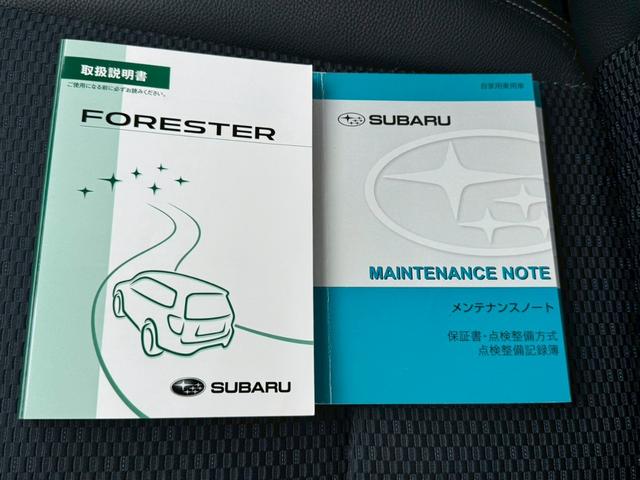 取扱説明書
ご使用になる前に必ずお読みください。
FORESTER
SUBARU
自家用乗用車
SUBARU
MAINTENANCE NOTE
メンテナンスノート
保証書・点検整備方式
点検整備記録簿